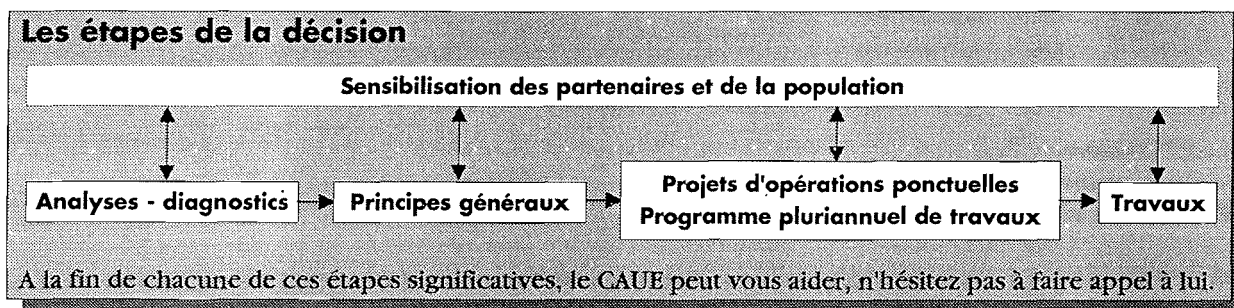 Les étapes de la décision
Sensibilisation des partenaires et de la population
Analyses - diagnostics
Principes généraux
Projets d'opérations ponctuelles
Programme pluriannuel de travaux
Travaux
A la fin de chacune de ces étapes significatives, le CAUE peut vous aider, n'hésitez pas à faire appel à lui.